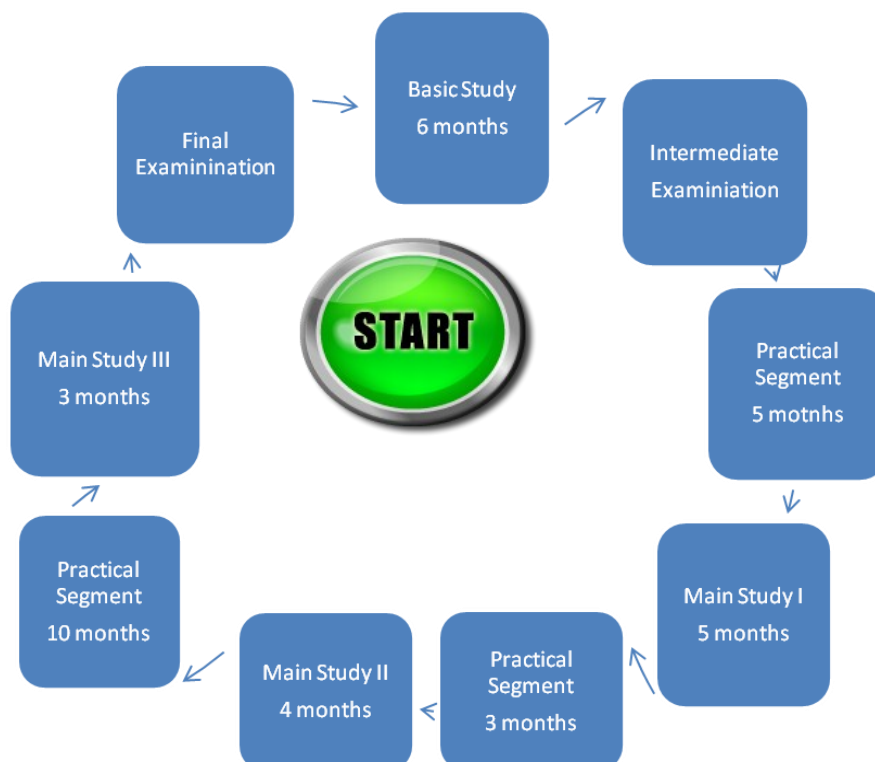 Basic Study
6 months
Intermediate
Examiniation
Practical
Segment
5 motnhs
Main Study I
5 months
Practical
Segment
3 months
Main Study II
4 months
Practical
Segment
10 months
Main Study III
3 months
Final
Examinination
START